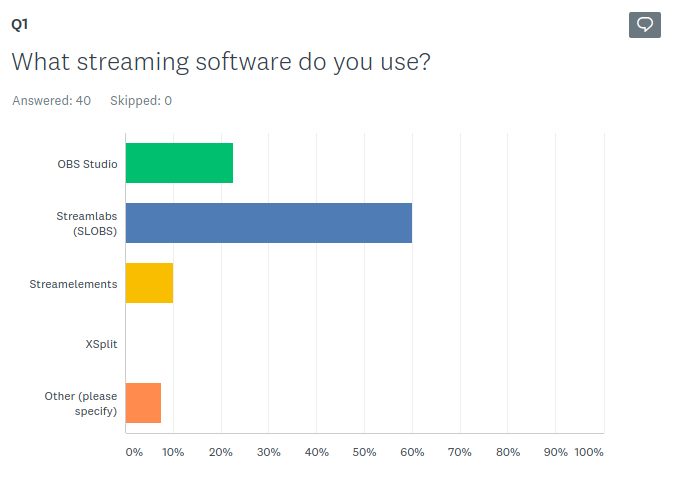 Q1
What streaming software do you use?
Answered: 40 Skipped: 0
OBS Studio
Streamlabs
(SLOBS)
Streamelements
XSplit
Other (please
specify)
0% 10% 20% 30% 40% 50% 60% 70% 80% 90% 100%